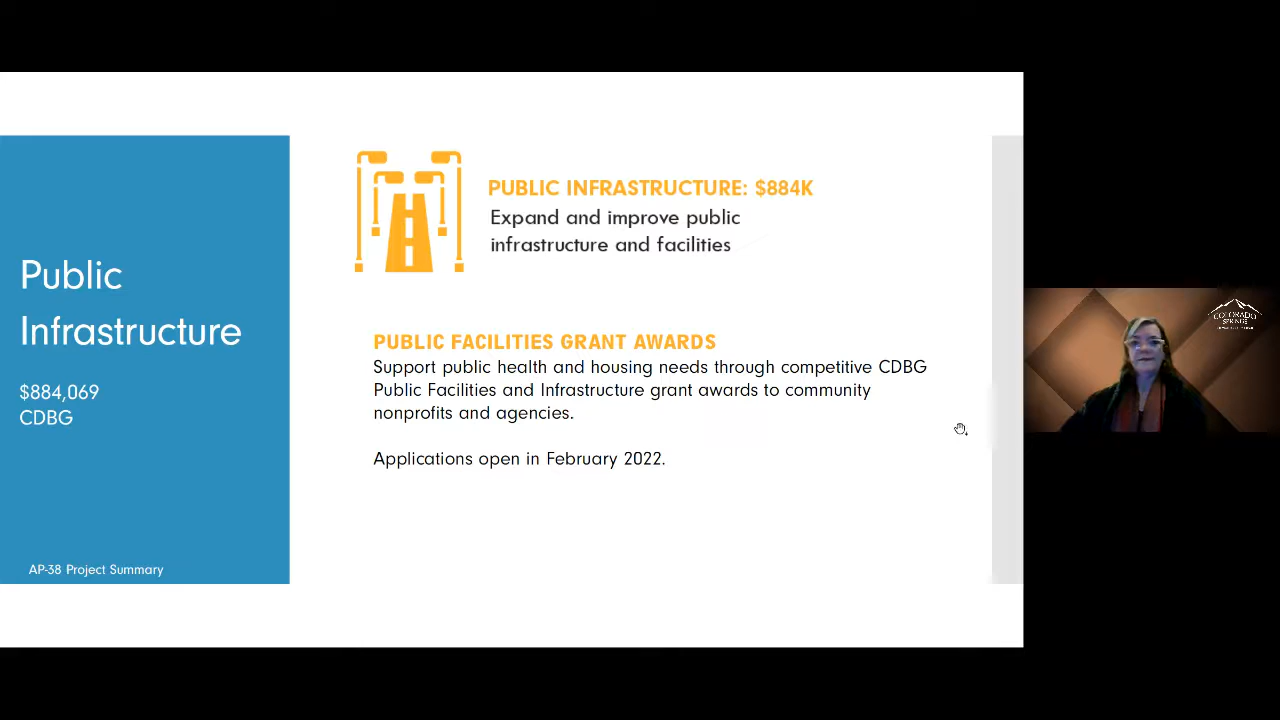 Public
Infrastructure
$884,069
CDBG
AP-38 Project Summary
PUBLIC INFRASTRUCTURE: $884K
Expand and improve public
infrastructure and facilities
PUBLIC FACILITIES GRANT AWARDS
Support public health and housing needs through competitive CDBG
Public Facilities and Infrastructure grant awards to community
nonprofits and agencies.
Applications open in February 2022.
COLORADO
SPRINGS